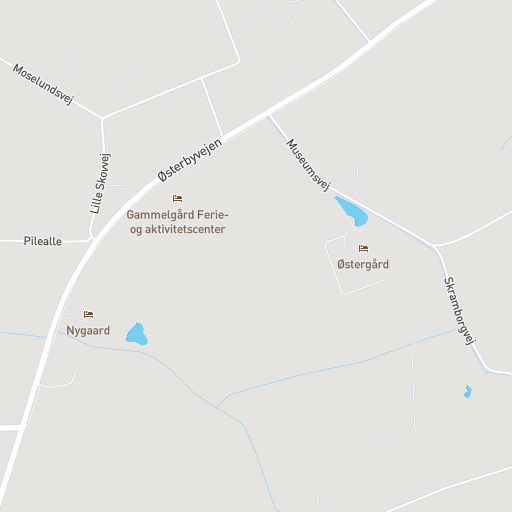 Moselundsvej
Østerbyvejen
Museumsvej
Lille Skovvej
Gammelgård Ferie-
og aktivitetscenter
Pilealle
Østergård
Skramborgvej
Nygaard